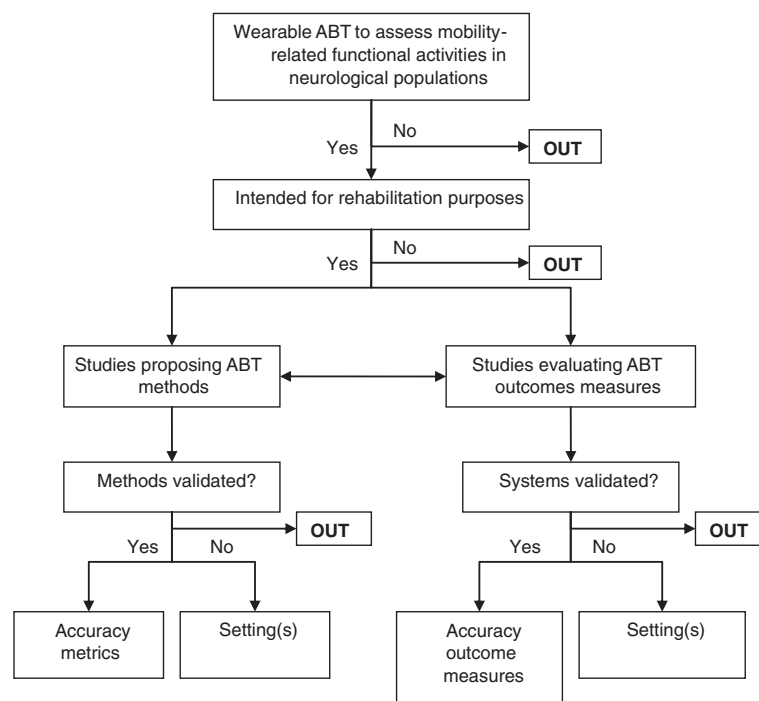 Wearable ABT to assess mobility-
related functional activities in
neurological populations
No
Yes
OUT
Intended for rehabilitation purposes
No
Yes
OUT
Studies proposing ABT
methods
Studies evaluating ABT
outcomes measures
Methods validated?
Systems validated?
OUT
OUT
Yes
No
Yes
No
Accuracy
metrics
Setting(s)
Accuracy
outcome
measures
Setting(s)